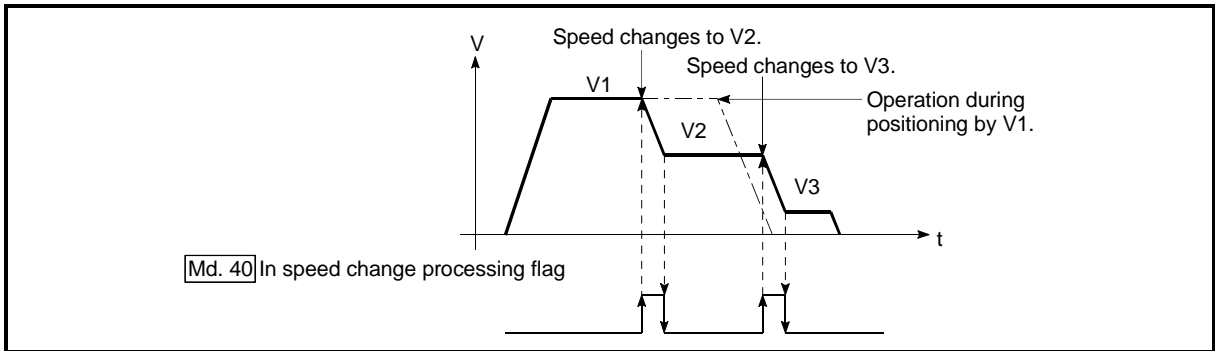 Speed changes to V2.
V
Speed changes to V3.
V1
Operation during
positioning by V1.
V2
V3
t
Md. 40 In speed change processing flag